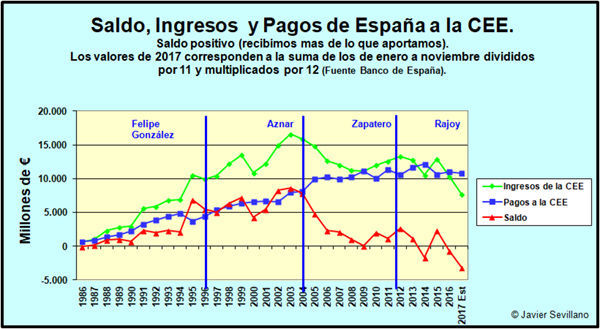 Saldo, Ingresos y Pagos de España a la CEE.
Saldo positivo (recibimos mas de lo que aportamos).
Los valores de 2017 corresponden a la suma de los de enero a noviembre divididos
por 11 y multiplicados por 12 (Fuente Banco de España).
Millones de €
20.000
15.000
10.000
5.000
0
-5.000
Felipe
González
Aznar
Zapatero
Rajoy
Ingresos de la CEE
Pagos a la CEE
Saldo
1986
1987
1988
1989
1990
1991
1992
1993
1994
1995
1996
1997
1998
1999
2000
2001
2002
2003
2004
2005
2006
2007
2008
2009
2010
2011
2012
2013
2014
2015
2016
2017 Est
© Javier Sevillano